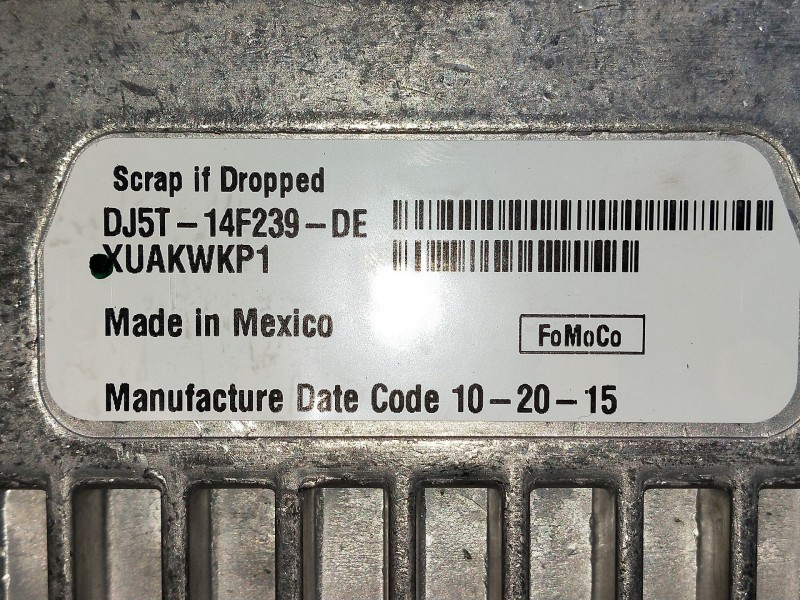 Scrap if Dropped
DJ5T-14F239-DE
XUAKWKP1
Made in Mexico
FoMoCo
Manufacture Date Code 10-20-15